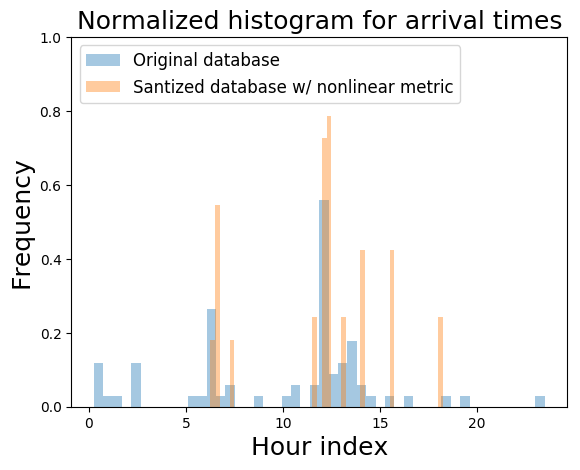 Normalized histogram for arrival times
Original database
Santized database w/ nonlinear metric
Frequency
1.0
0.8
0.6
0.4
0.2
0.0
0 5 10 15 20
Hour index